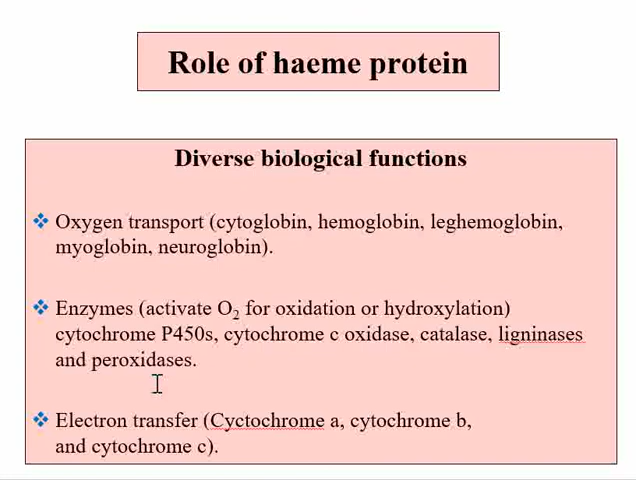 Role of haeme protein
Diverse biological functions
❖ Oxygen transport (cytoglobin, hemoglobin, leghemoglobin,
myoglobin, neuroglobin).
❖ Enzymes (activate O₂ for oxidation or hydroxylation)
cytochrome P450s, cytochrome c oxidase, catalase, ligninases
and peroxidases.
❖ Electron transfer (Cyctochrome a, cytochrome b,
and cytochrome c).